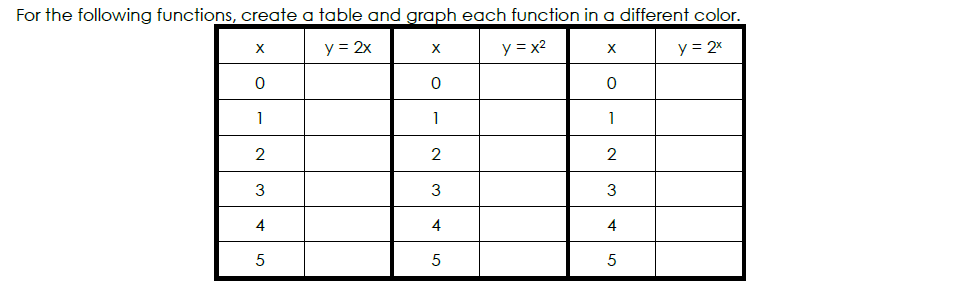 For the following functions, create a table and graph each function in a different color.
x y = 2x x y = x² x y = 2ˣ
0 0 0
1 1 1
2 2 2
3 3 3
4 4 4
5 5 5